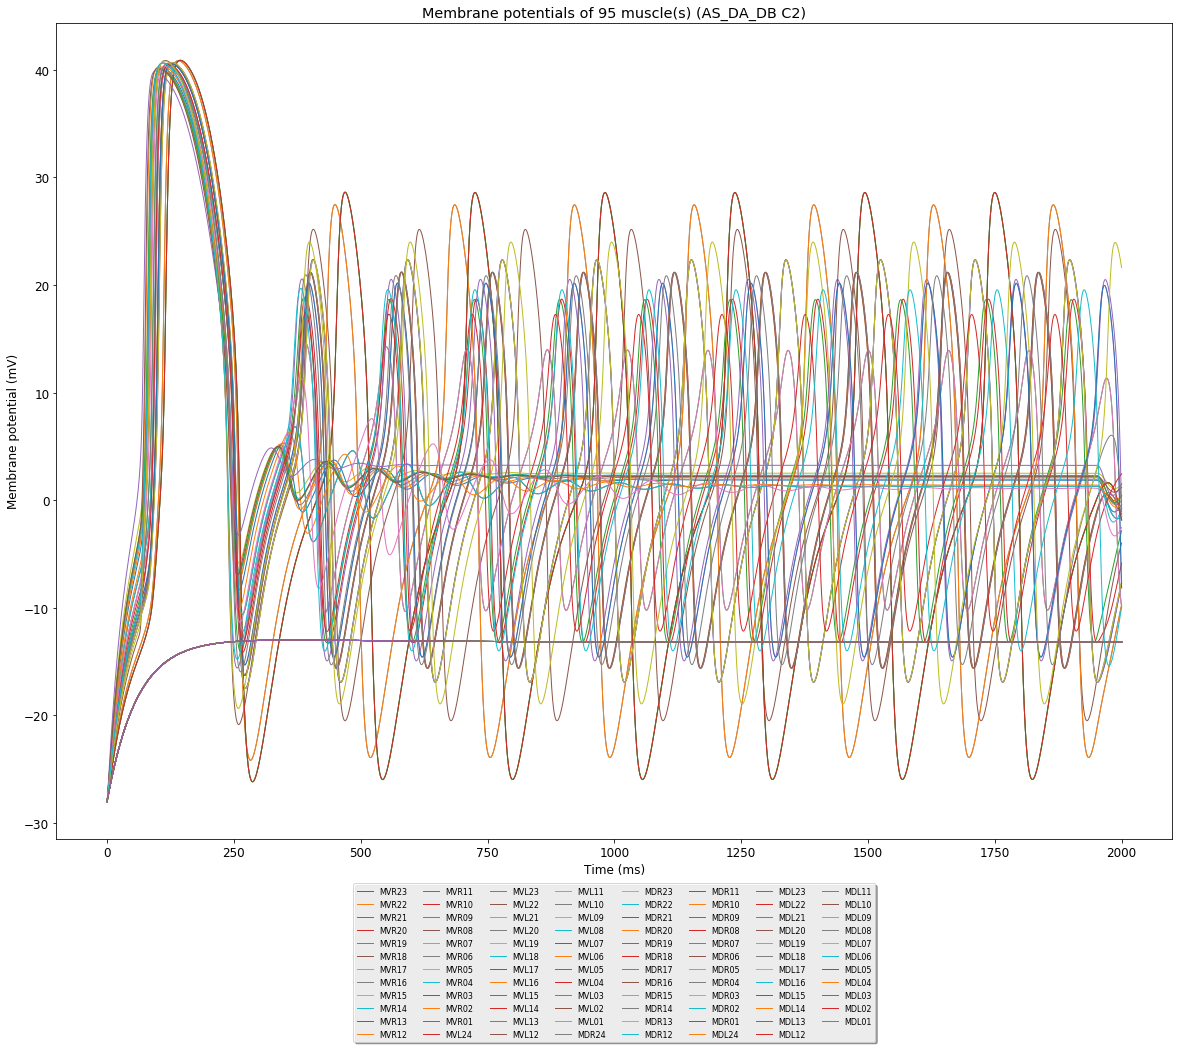 Membrane potentials of 95 muscle(s) (AS_DA_DB C2)
40
30
20
10
0
−10
−20
−30
Membrane potential (mV)
0 250 500 750 1000 1250 1500 1750 2000
Time (ms)
MVR23 MVR11 MVL23 MVL11 MDR23 MDR11 MDL23 MDL11
MVR22 MVR10 MVL22 MVL10 MDR22 MDR10 MDL22 MDL10
MVR21 MVR09 MVL21 MVL09 MDR21 MDR09 MDL21 MDL09
MVR20 MVR08 MVL20 MVL08 MDR20 MDR08 MDL20 MDL08
MVR19 MVR07 MVL19 MVL07 MDR19 MDR07 MDL19 MDL07
MVR18 MVR06 MVL18 MVL06 MDR18 MDR06 MDL18 MDL06
MVR17 MVR05 MVL17 MVL05 MDR17 MDR05 MDL17 MDL05
MVR16 MVR04 MVL16 MVL04 MDR16 MDR04 MDL16 MDL04
MVR15 MVR03 MVL15 MVL03 MDR15 MDR03 MDL15 MDL03
MVR14 MVR02 MVL14 MVL02 MDR14 MDR02 MDL14 MDL02
MVR13 MVR01 MVL13 MVL01 MDR13 MDR01 MDL13 MDL01
MVR12 MVL24 MVL12 MDR24 MDR12 MDL24 MDL12